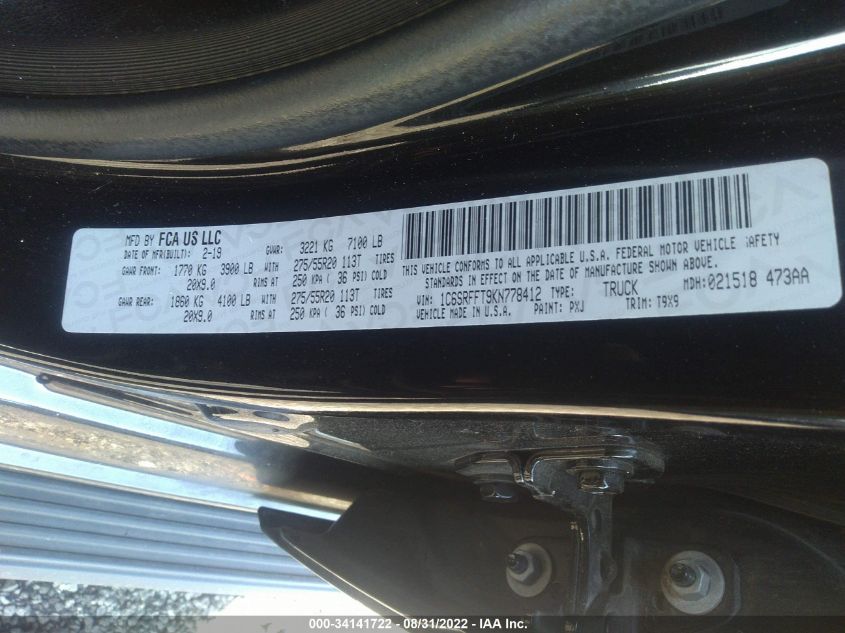 MFD BY FCA US LLC
DATE OF MFR(BUILT): 2-19 GVWR: 3221 KG 7100 LB
GAWR FRONT: 1770 KG 3900 LB WITH 275/55R20 113T TIRES
20X9.0 RIMS AT 250 KPA ( 36 PSI) COLD
GAWR REAR: 1860 KG 4100 LB WITH 275/55R20 113T TIRES
20X9.0 RIMS AT 250 KPA ( 36 PSI) COLD
THIS VEHICLE CONFORMS TO ALL APPLICABLE U.S.A. FEDERAL MOTOR VEHICLE SAFETY
STANDARDS IN EFFECT ON THE DATE OF MANUFACTURE SHOWN ABOVE.
VIN: 1C6SRFFT9KN778412 TYPE: TRUCK MDH:021518 473AA
VEHICLE MADE IN U.S.A. PAINT: PXJ TRIM: T9X9
000-34141722 - 08/31/2022 - IAA Inc.